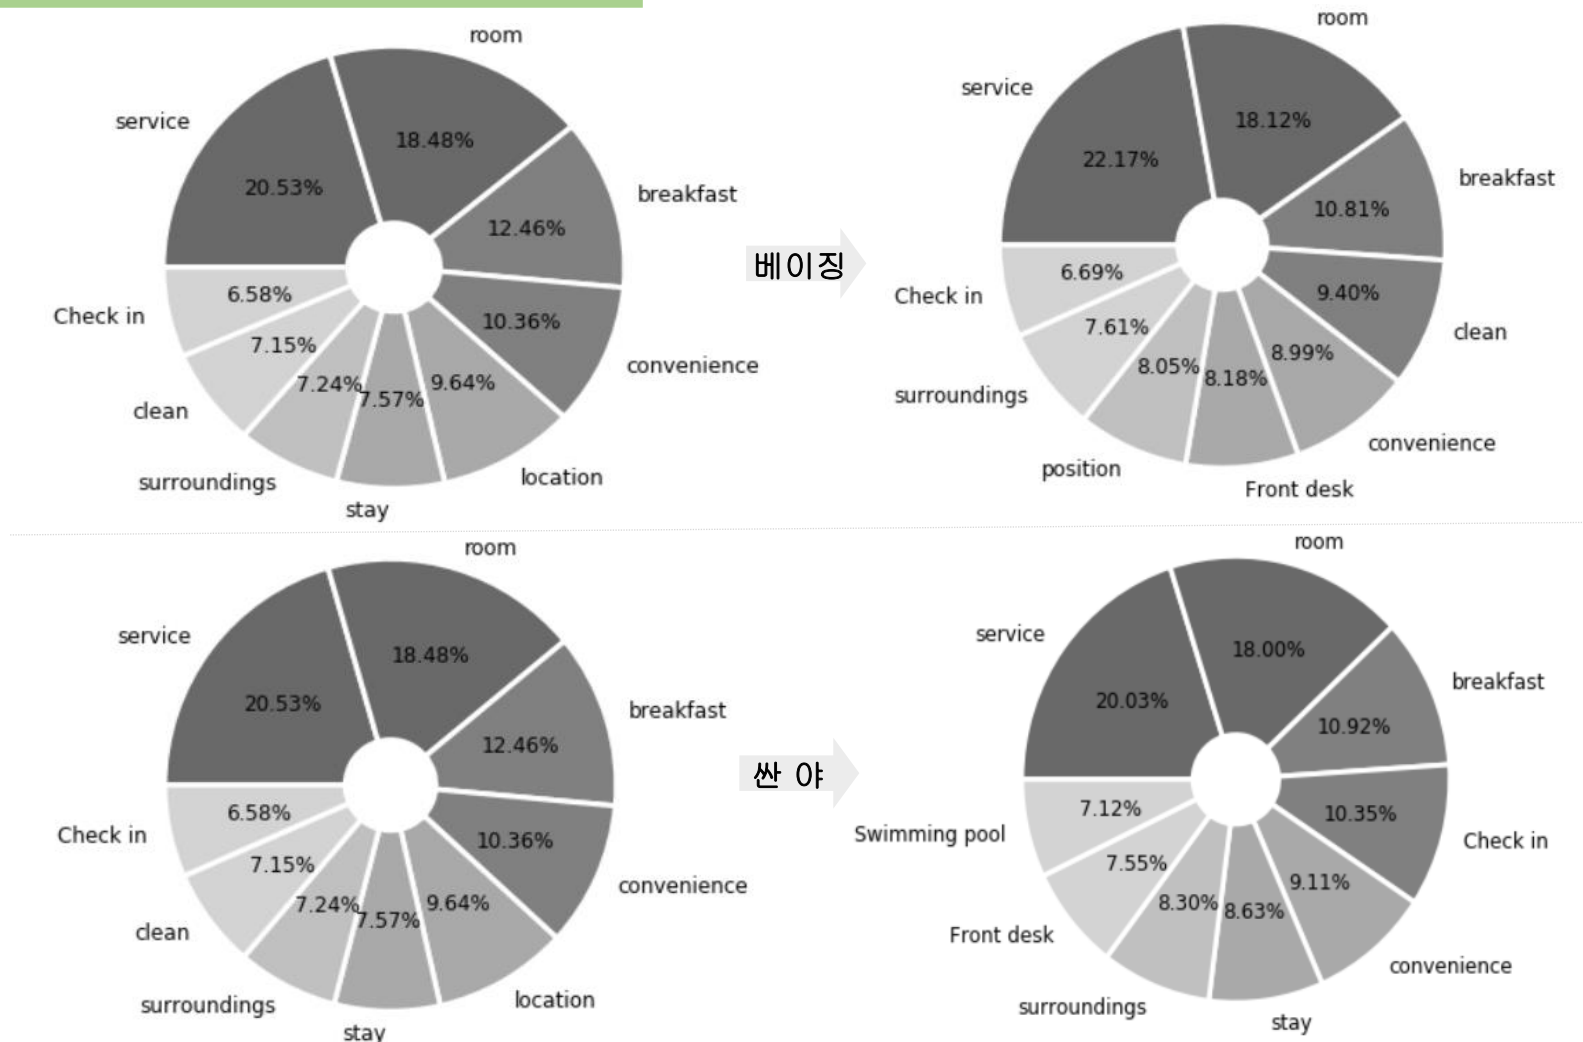 room
service
18.48%
20.53%
breakfast
12.46%
6.58%
10.36%
Check in
7.15%
7.24%
7.57%
9.64%
convenience
clean
surroundings
location
stay
베이징
room
service
18.12%
22.17%
breakfast
10.81%
6.69%
9.40%
Check in
7.61%
8.05%
8.18%
8.99%
clean
surroundings
convenience
position
Front desk
room
service
18.48%
20.53%
breakfast
12.46%
6.58%
10.36%
Check in
7.15%
7.24%
7.57%
9.64%
convenience
clean
surroundings
location
stay
싼 야
room
service
18.00%
20.03%
breakfast
10.92%
7.12%
10.35%
Swimming pool
Check in
7.55%
8.30%
8.63%
9.11%
Front desk
convenience
surroundings
stay